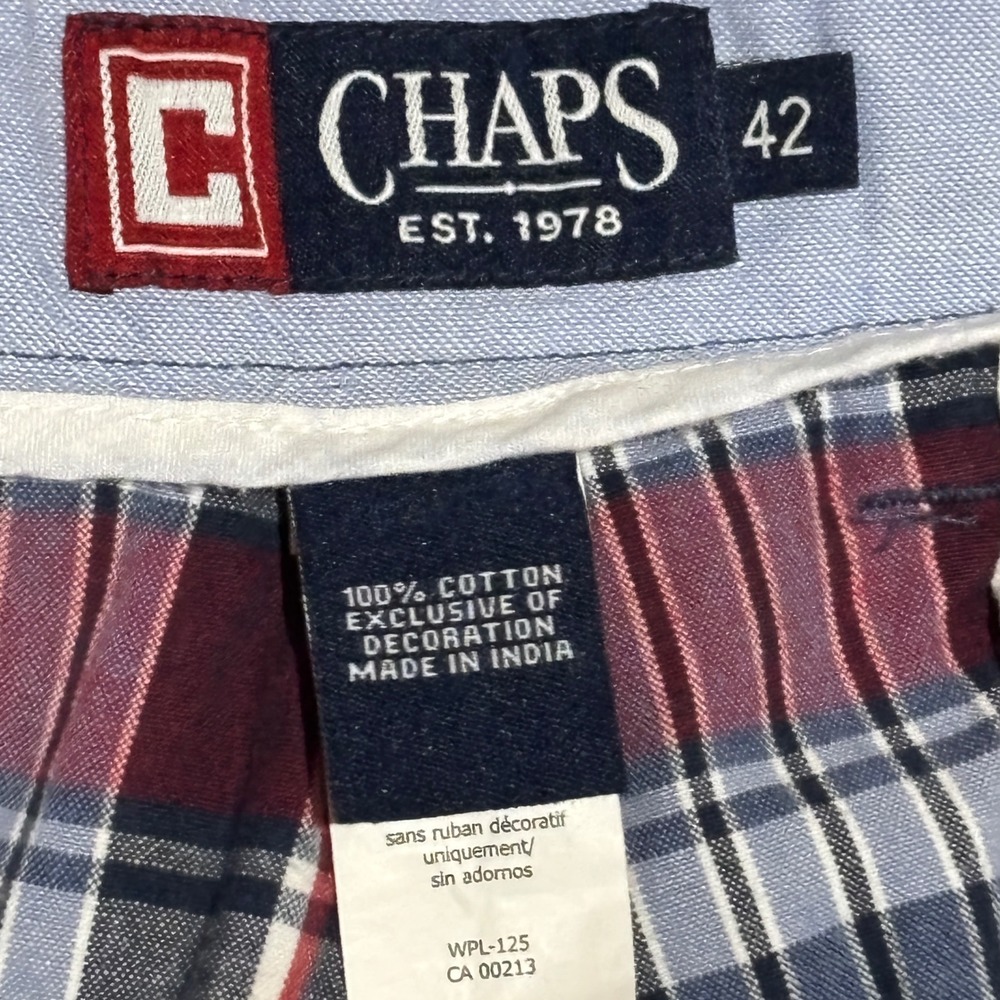 C
CHAPS
EST. 1978
42
100% COTTON
EXCLUSIVE OF
DECORATION
MADE IN INDIA
sans ruban décoratif
uniquement/
sin adornos
WPL-125
CA 00213